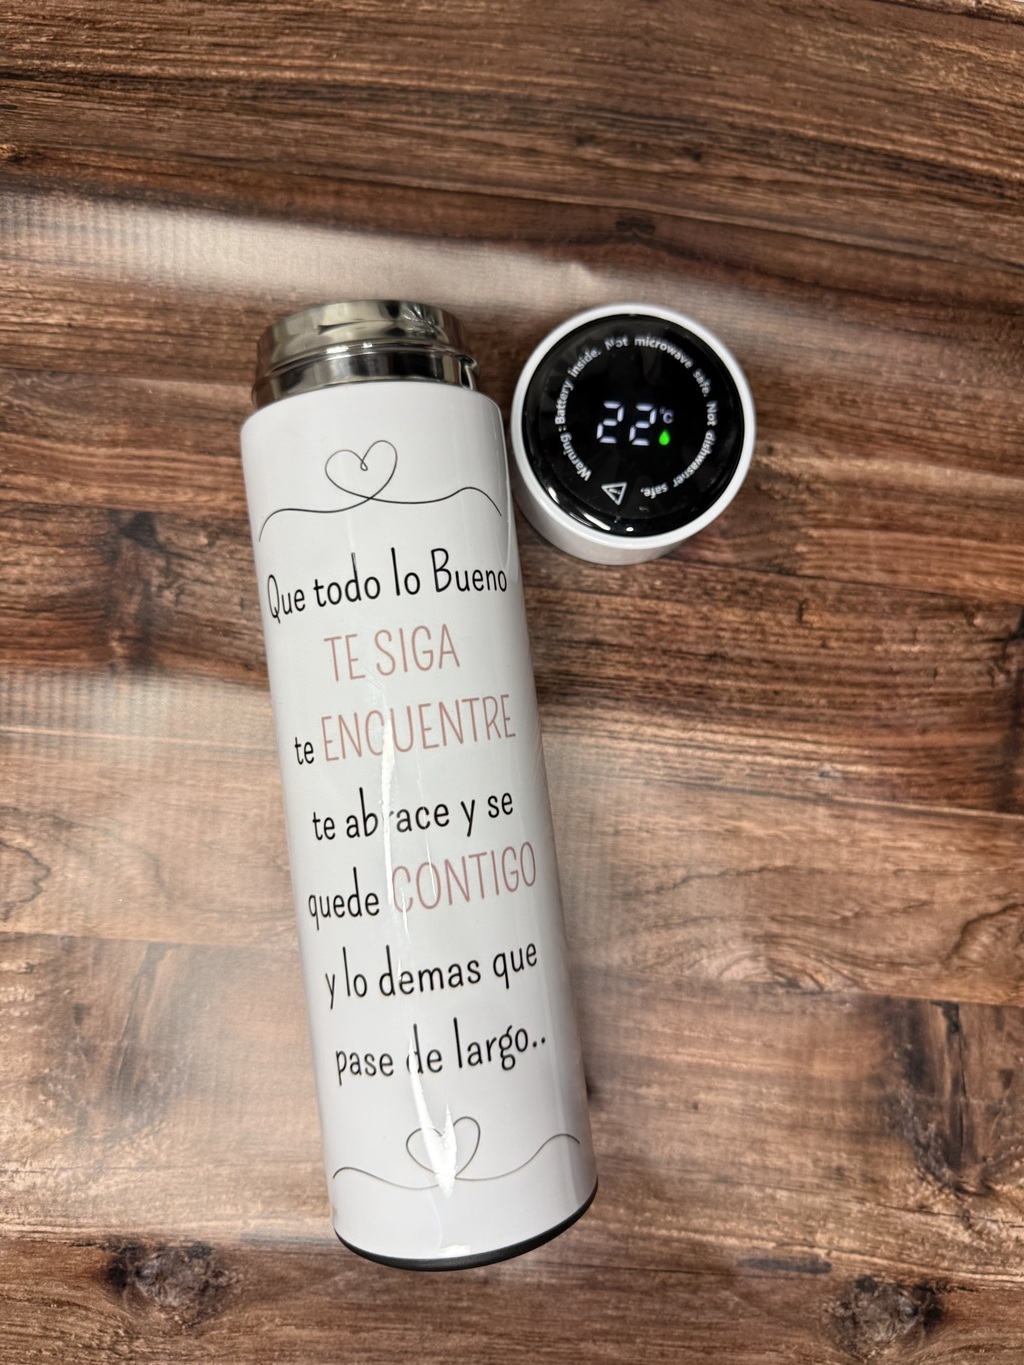 Que todo lo Bueno
TE SIGA
te ENCUENTRE
te abrace y se
quede CONTIGO
y lo demas que
pase de largo..
Warning : Battery inside. Not microwave safe. Not dishwasher safe.
22°C